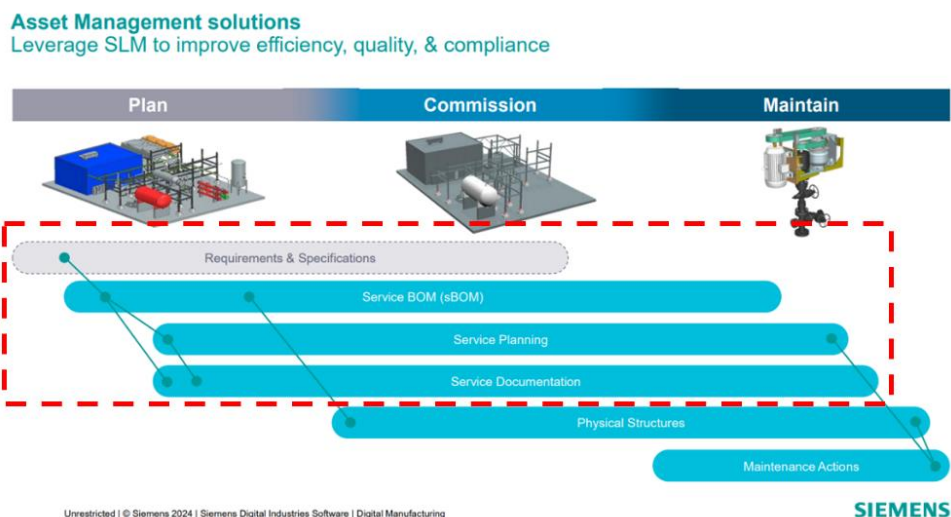 Asset Management solutions
Leverage SLM to improve efficiency, quality, & compliance
Plan
Commission
Maintain
Requirements & Specifications
Service BOM (sBOM)
Service Planning
Service Documentation
Physical Structures
Maintenance Actions
Unrestricted | © Siemens 2024 | Siemens Digital Industries Software | Digital Manufacturing
SIEMENS